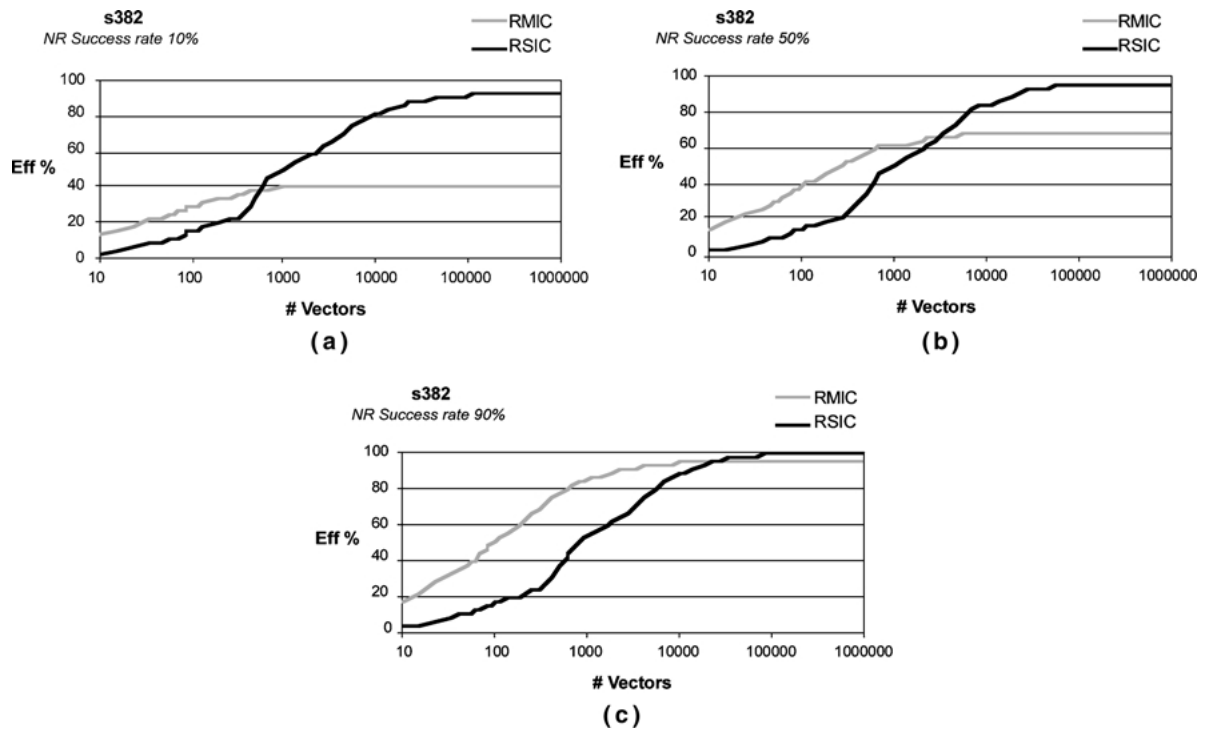 s382
NR Success rate 10%
RMIC
RSIC
100
80
60
Eff %
40
20
0
10 100 1000 10000 100000 1000000
# Vectors
(a)
s382
NR Success rate 50%
RMIC
RSIC
100
80
60
Eff %
40
20
0
10 100 1000 10000 100000 1000000
# Vectors
(b)
s382
NR Success rate 90%
RMIC
RSIC
100
80
60
Eff %
40
20
0
10 100 1000 10000 100000 1000000
# Vectors
(c)